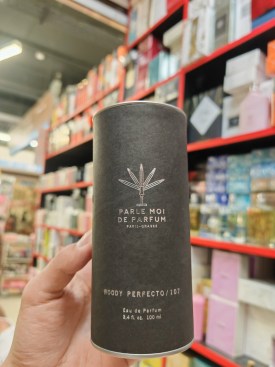 PARLE MOI
DE PARFUM
PARIS-GRASSE
WOODY PERFECTO/107
Eau de Parfum
3.4 fl. oz. 100 ml